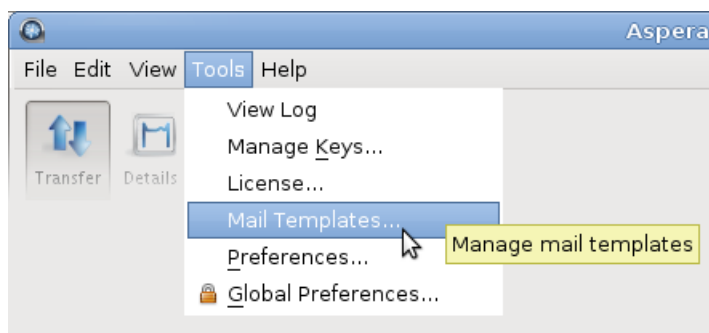 Aspera
File Edit View Tools Help
View Log
Manage Keys...
Transfer Details
License...
Mail Templates...
Manage mail templates
Preferences...
Global Preferences...